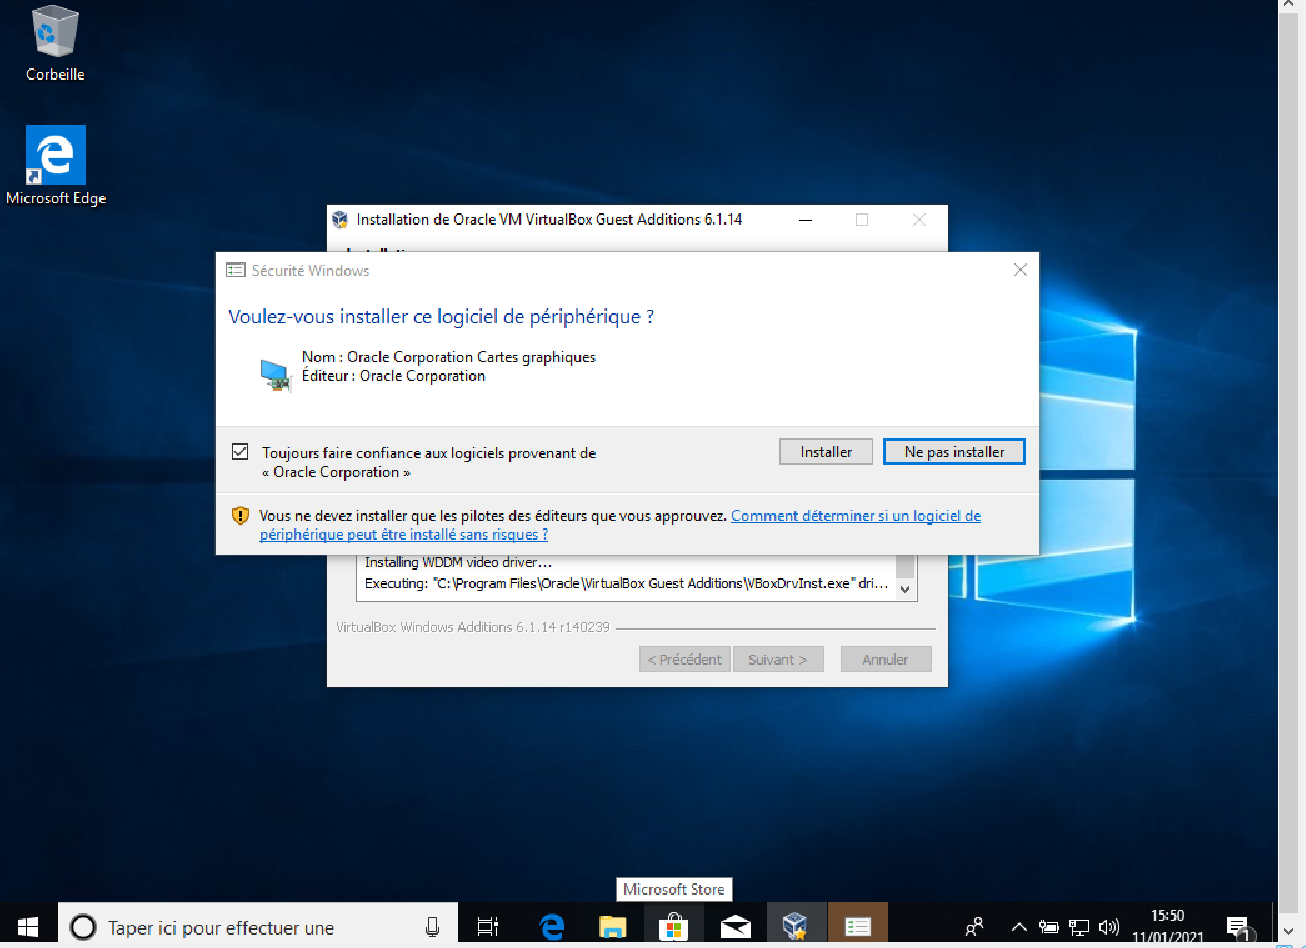 Corbeille
Microsoft Edge
Installation de Oracle VM VirtualBox Guest Additions 6.1.14
Sécurité Windows
Voulez-vous installer ce logiciel de périphérique ?
Nom : Oracle Corporation Cartes graphiques
Éditeur : Oracle Corporation
Toujours faire confiance aux logiciels provenant de
« Oracle Corporation »
Installer
Ne pas installer
Vous ne devez installer que les pilotes des éditeurs que vous approuvez. Comment déterminer si un logiciel de
périphérique peut être installé sans risques ?
Installing WDDM video driver...
Executing: "C:\Program Files\Oracle\VirtualBox Guest Additions\VBoxDrvInst.exe" dri...
VirtualBox Windows Additions 6.1.14 r140239
< Précédent
Suivant >
Annuler
Microsoft Store
Taper ici pour effectuer une
15:50
11/01/2021
1